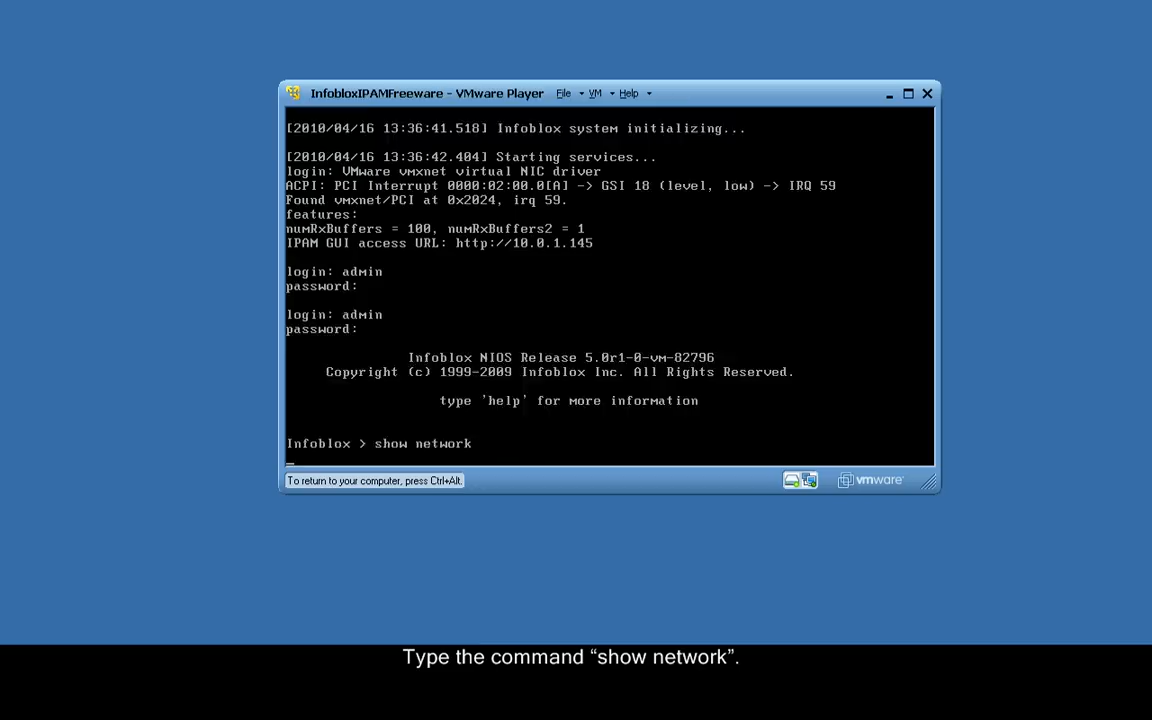 InfobloxIPAMFreeware - VMware Player File VM Help
[2010/04/16 13:36:41.518] Infoblox system initializing...
[2010/04/16 13:36:42.404] Starting services...
login: VMware vmxnet virtual NIC driver
ACPI: PCI Interrupt 0000:02:00.0[A] -> GSI 18 (level, low) -> IRQ 59
Found vmxnet/PCI at 0x2024, irq 59.
features:
numRxBuffers = 100, numRxBuffers2 = 1
IPAM GUI access URL: http://10.0.1.145
login: admin
password:
login: admin
password:
Infoblox NIOS Release 5.0r1-0-vm-82796
Copyright (c) 1999-2009 Infoblox Inc. All Rights Reserved.
type 'help' for more information
Infoblox > show network
_
To return to your computer, press Ctrl+Alt. vmware
Type the command “show network”.